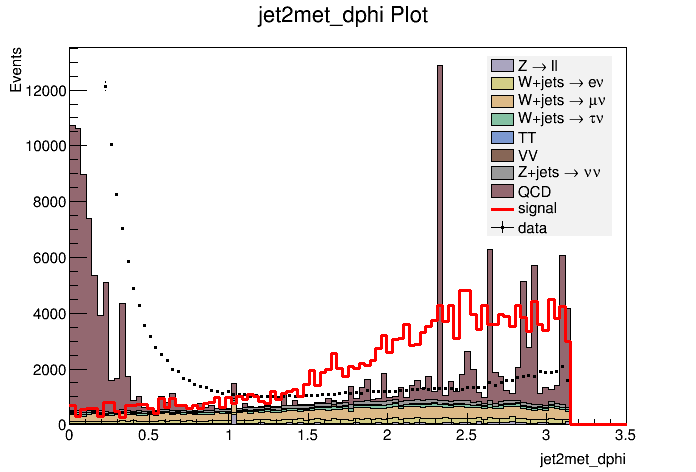 jet2met_dphi Plot
Events
12000
10000
8000
6000
4000
2000
0
0 0.5 1 1.5 2 2.5 3 3.5
jet2met_dphi
Z → ll
W+jets → eν
W+jets → μν
W+jets → τν
TT
VV
Z+jets → νν
QCD
signal
data